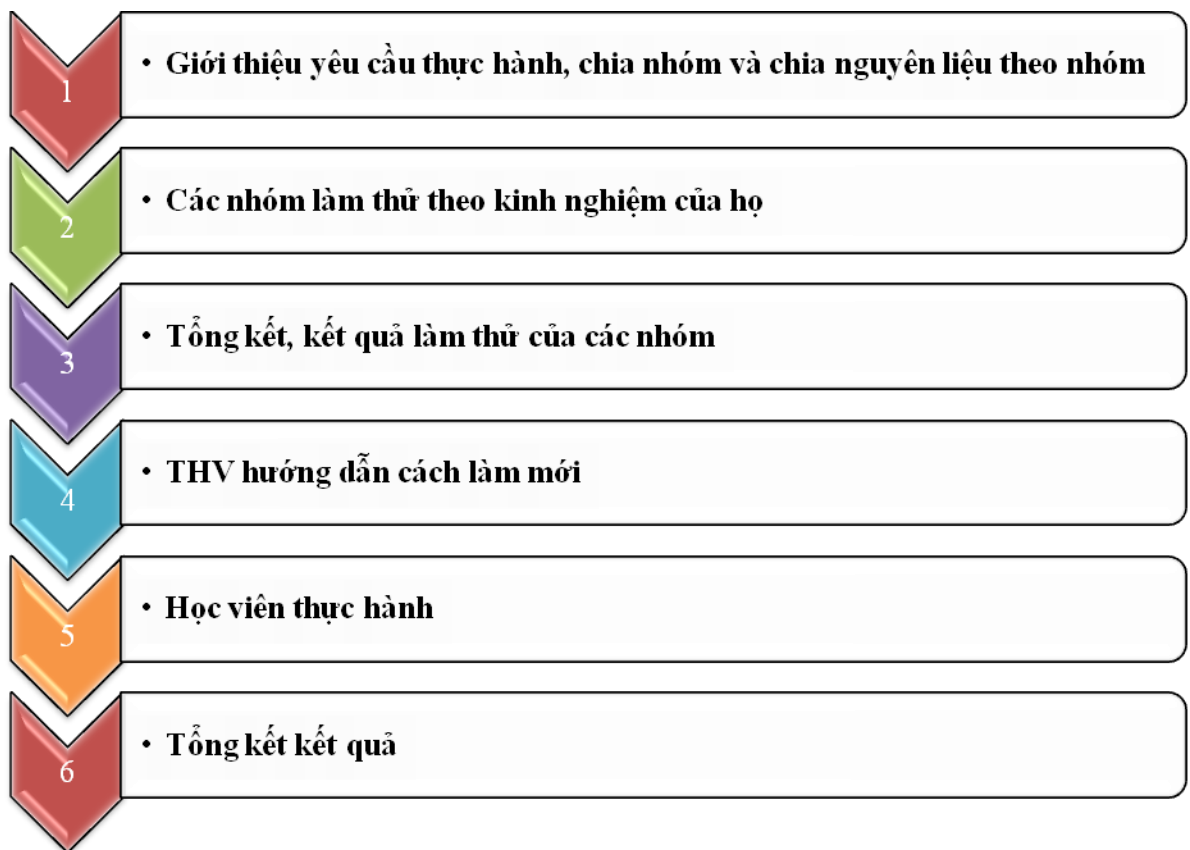 1
• Giới thiệu yêu cầu thực hành, chia nhóm và chia nguyên liệu theo nhóm
2
• Các nhóm làm thử theo kinh nghiệm của họ
3
• Tổng kết, kết quả làm thử của các nhóm
4
• THV hướng dẫn cách làm mới
5
• Học viên thực hành
6
• Tổng kết kết quả